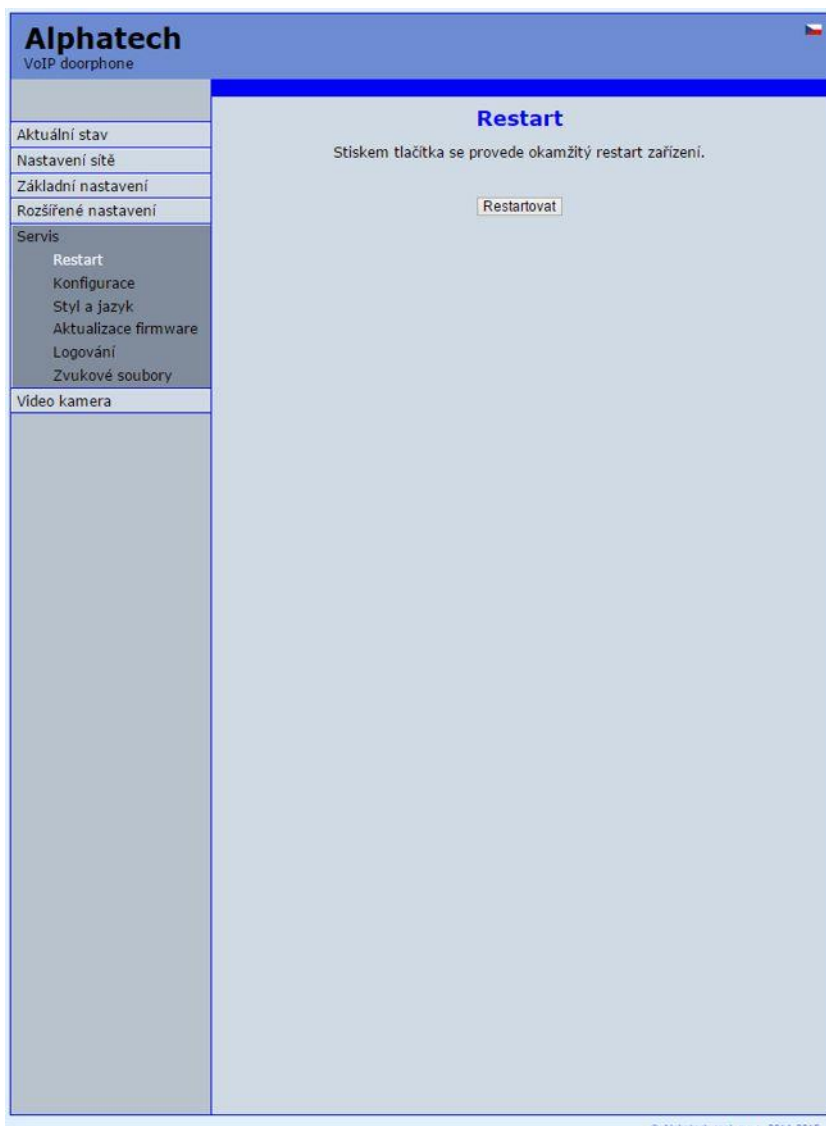 Alphatech
VoIP doorphone
Aktuální stav
Nastavení sítě
Základní nastavení
Rozšířené nastavení
Servis
Restart
Konfigurace
Styl a jazyk
Aktualizace firmware
Logování
Zvukové soubory
Video kamera
Restart
Stiskem tlačítka se provede okamžitý restart zařízení.
Restartovat